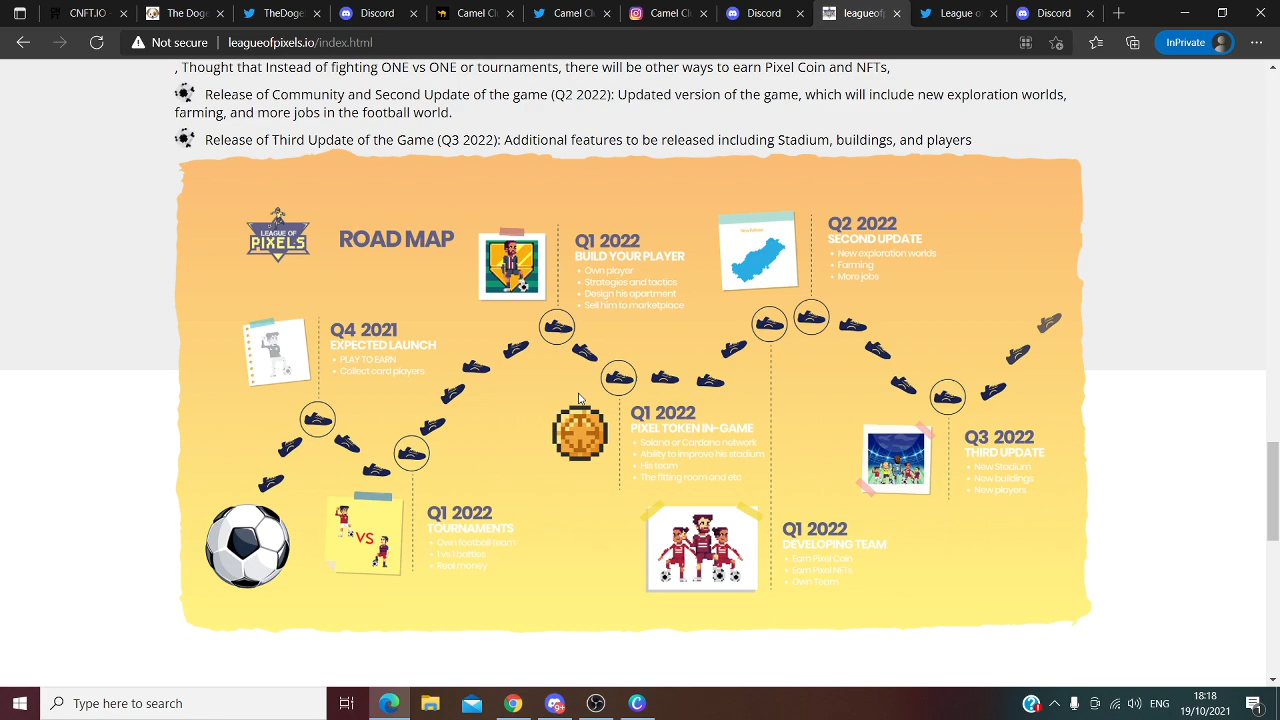 CNFT.IO -
The Dog
Twitter
Discord
Camel Cl
Twitter
Camel Cl
Discord
League of
League o
Discord
Not secure
leagueofpixels.io/index.html
InPrivate
, Thought that Instead of fighting ONE vs ONE or tournaments, there will be other ways to earn Pixel Coin and NFTs,
Release of Community and Second Update of the game (Q2 2022): Updated version of the game, which will include new exploration worlds,
farming, and more jobs in the football world.
Release of Third Update of the Game (Q3 2022): Additional features to be released including Stadium, buildings, and players
LEAGUE OF
PIXELS
ROAD MAP
Q1 2022
BUILD YOUR PLAYER
• Own player
• Strategies and tactics
• Design his apartment
• Sell him to marketplace
Q2 2022
SECOND UPDATE
• New exploration worlds
• Farming
• More jobs
Q4 2021
EXPECTED LAUNCH
• PLAY TO EARN
• Collect card players
Q1 2022
PIXEL TOKEN IN-GAME
• Solana or Cardano network
• Ability to improve his stadium
• His team
• The fitting room and etc
Q3 2022
THIRD UPDATE
• New Stadium
• New buildings
• New players
VS
Q1 2022
TOURNAMENTS
• Own football team
• 1've 1 battles
• Real money
Q1 2022
DEVELOPING TEAM
• Earn Pixel Coin
• Earn Pixel NFTs
• Own Team
Type here to search
ENG
18:18
19/10/2021